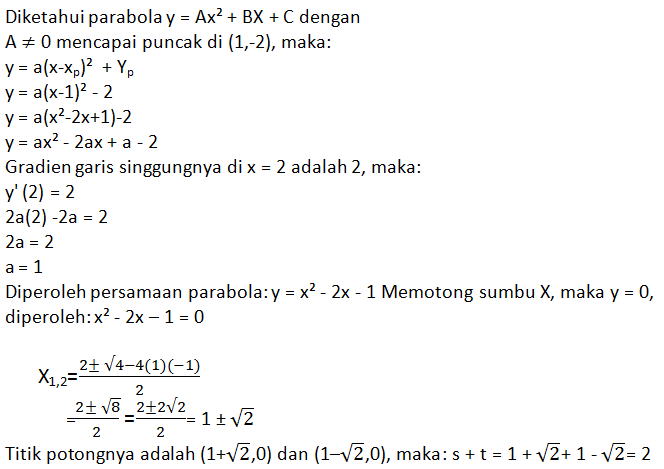 Diketahui parabola y = Ax² + BX + C dengan
A ≠ 0 mencapai puncak di (1,-2), maka:
y = a(x-xₚ)² + Yₚ
y = a(x-1)² - 2
y = a(x²-2x+1)-2
y = ax² - 2ax + a - 2
Gradien garis singgungnya di x = 2 adalah 2, maka:
y' (2) = 2
2a(2) -2a = 2
2a = 2
a = 1
Diperoleh persamaan parabola: y = x² - 2x - 1 Memotong sumbu X, maka y = 0,
diperoleh: x² - 2x – 1 = 0
X₁,₂= (2± √4−4(1)(−1))/2
= (2± √8)/2 = (2±2√2)/2 = 1 ± √2
Titik potongnya adalah (1+√2,0) dan (1−√2,0), maka: s + t = 1 + √2+ 1 - √2= 2